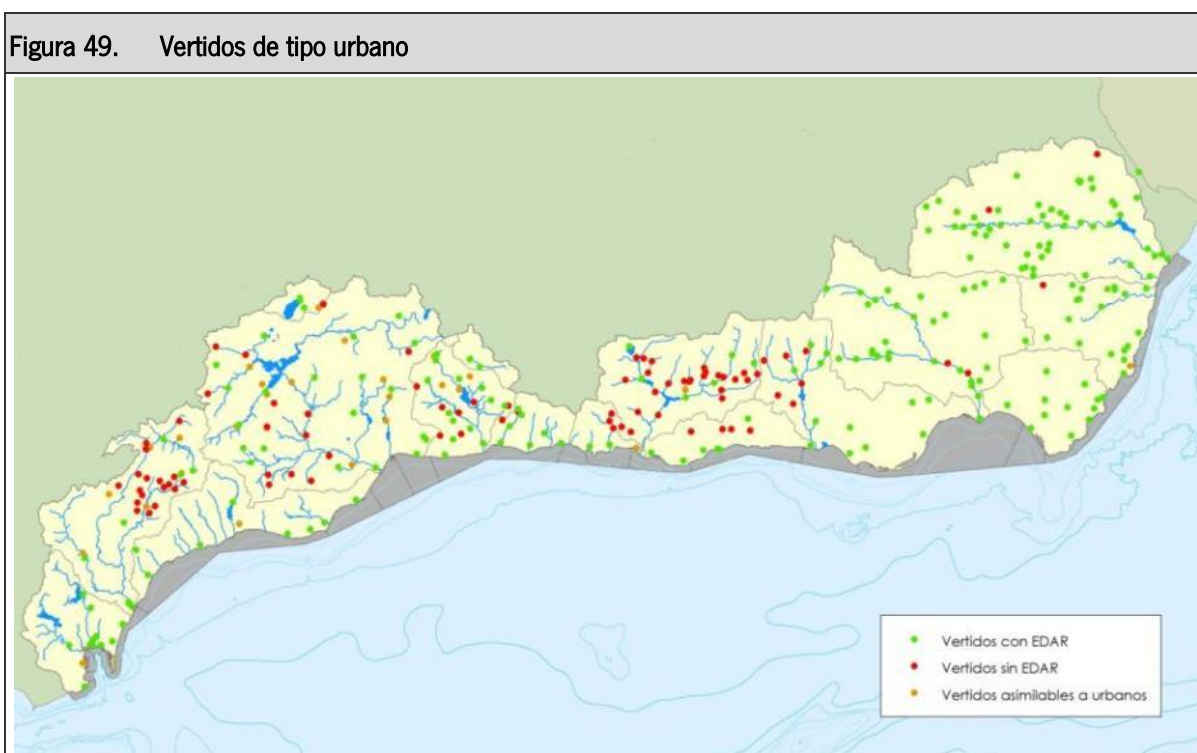 Figura 49. Vertidos de tipo urbano
Vertidos con EDAR
Vertidos sin EDAR
Vertidos asimilables a urbanos